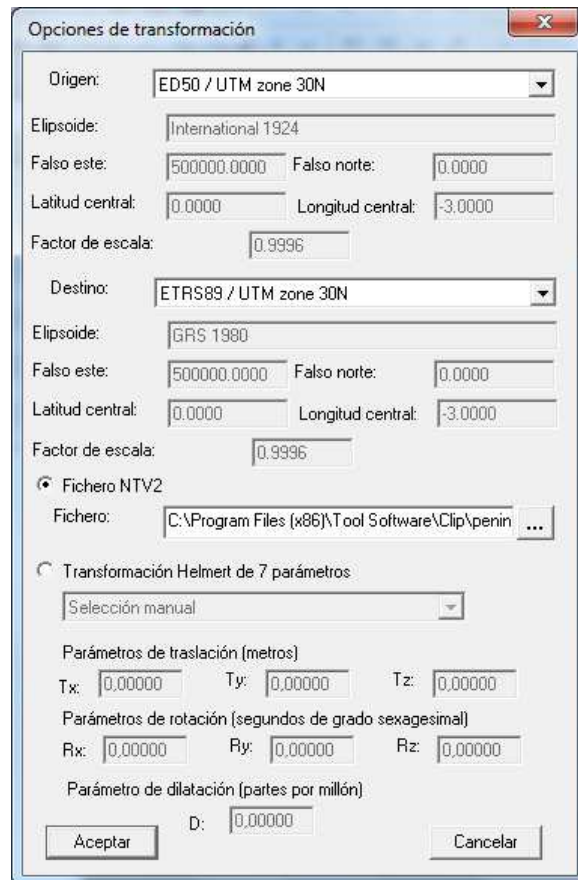 Opciones de transformación
Origen: ED50 / UTM zone 30N
Elipsoide: International 1924
Falso este: 500000.0000 Falso norte: 0.0000
Latitud central: 0.0000 Longitud central: -3.0000
Factor de escala: 0.9996
Destino: ETRS89 / UTM zone 30N
Elipsoide: GRS 1980
Falso este: 500000.0000 Falso norte: 0.0000
Latitud central: 0.0000 Longitud central: -3.0000
Factor de escala: 0.9996
Fichero NTV2
Fichero: C:\Program Files (x86)\Tool Software\Clip\penin ...
Transformación Helmert de 7 parámetros
Selección manual
Parámetros de traslación (metros)
Tx: 0,00000 Ty: 0,00000 Tz: 0,00000
Parámetros de rotación (segundos de grado sexagesimal)
Rx: 0,00000 Ry: 0,00000 Rz: 0,00000
Parámetro de dilatación (partes por millón)
D: 0,00000
Aceptar Cancelar